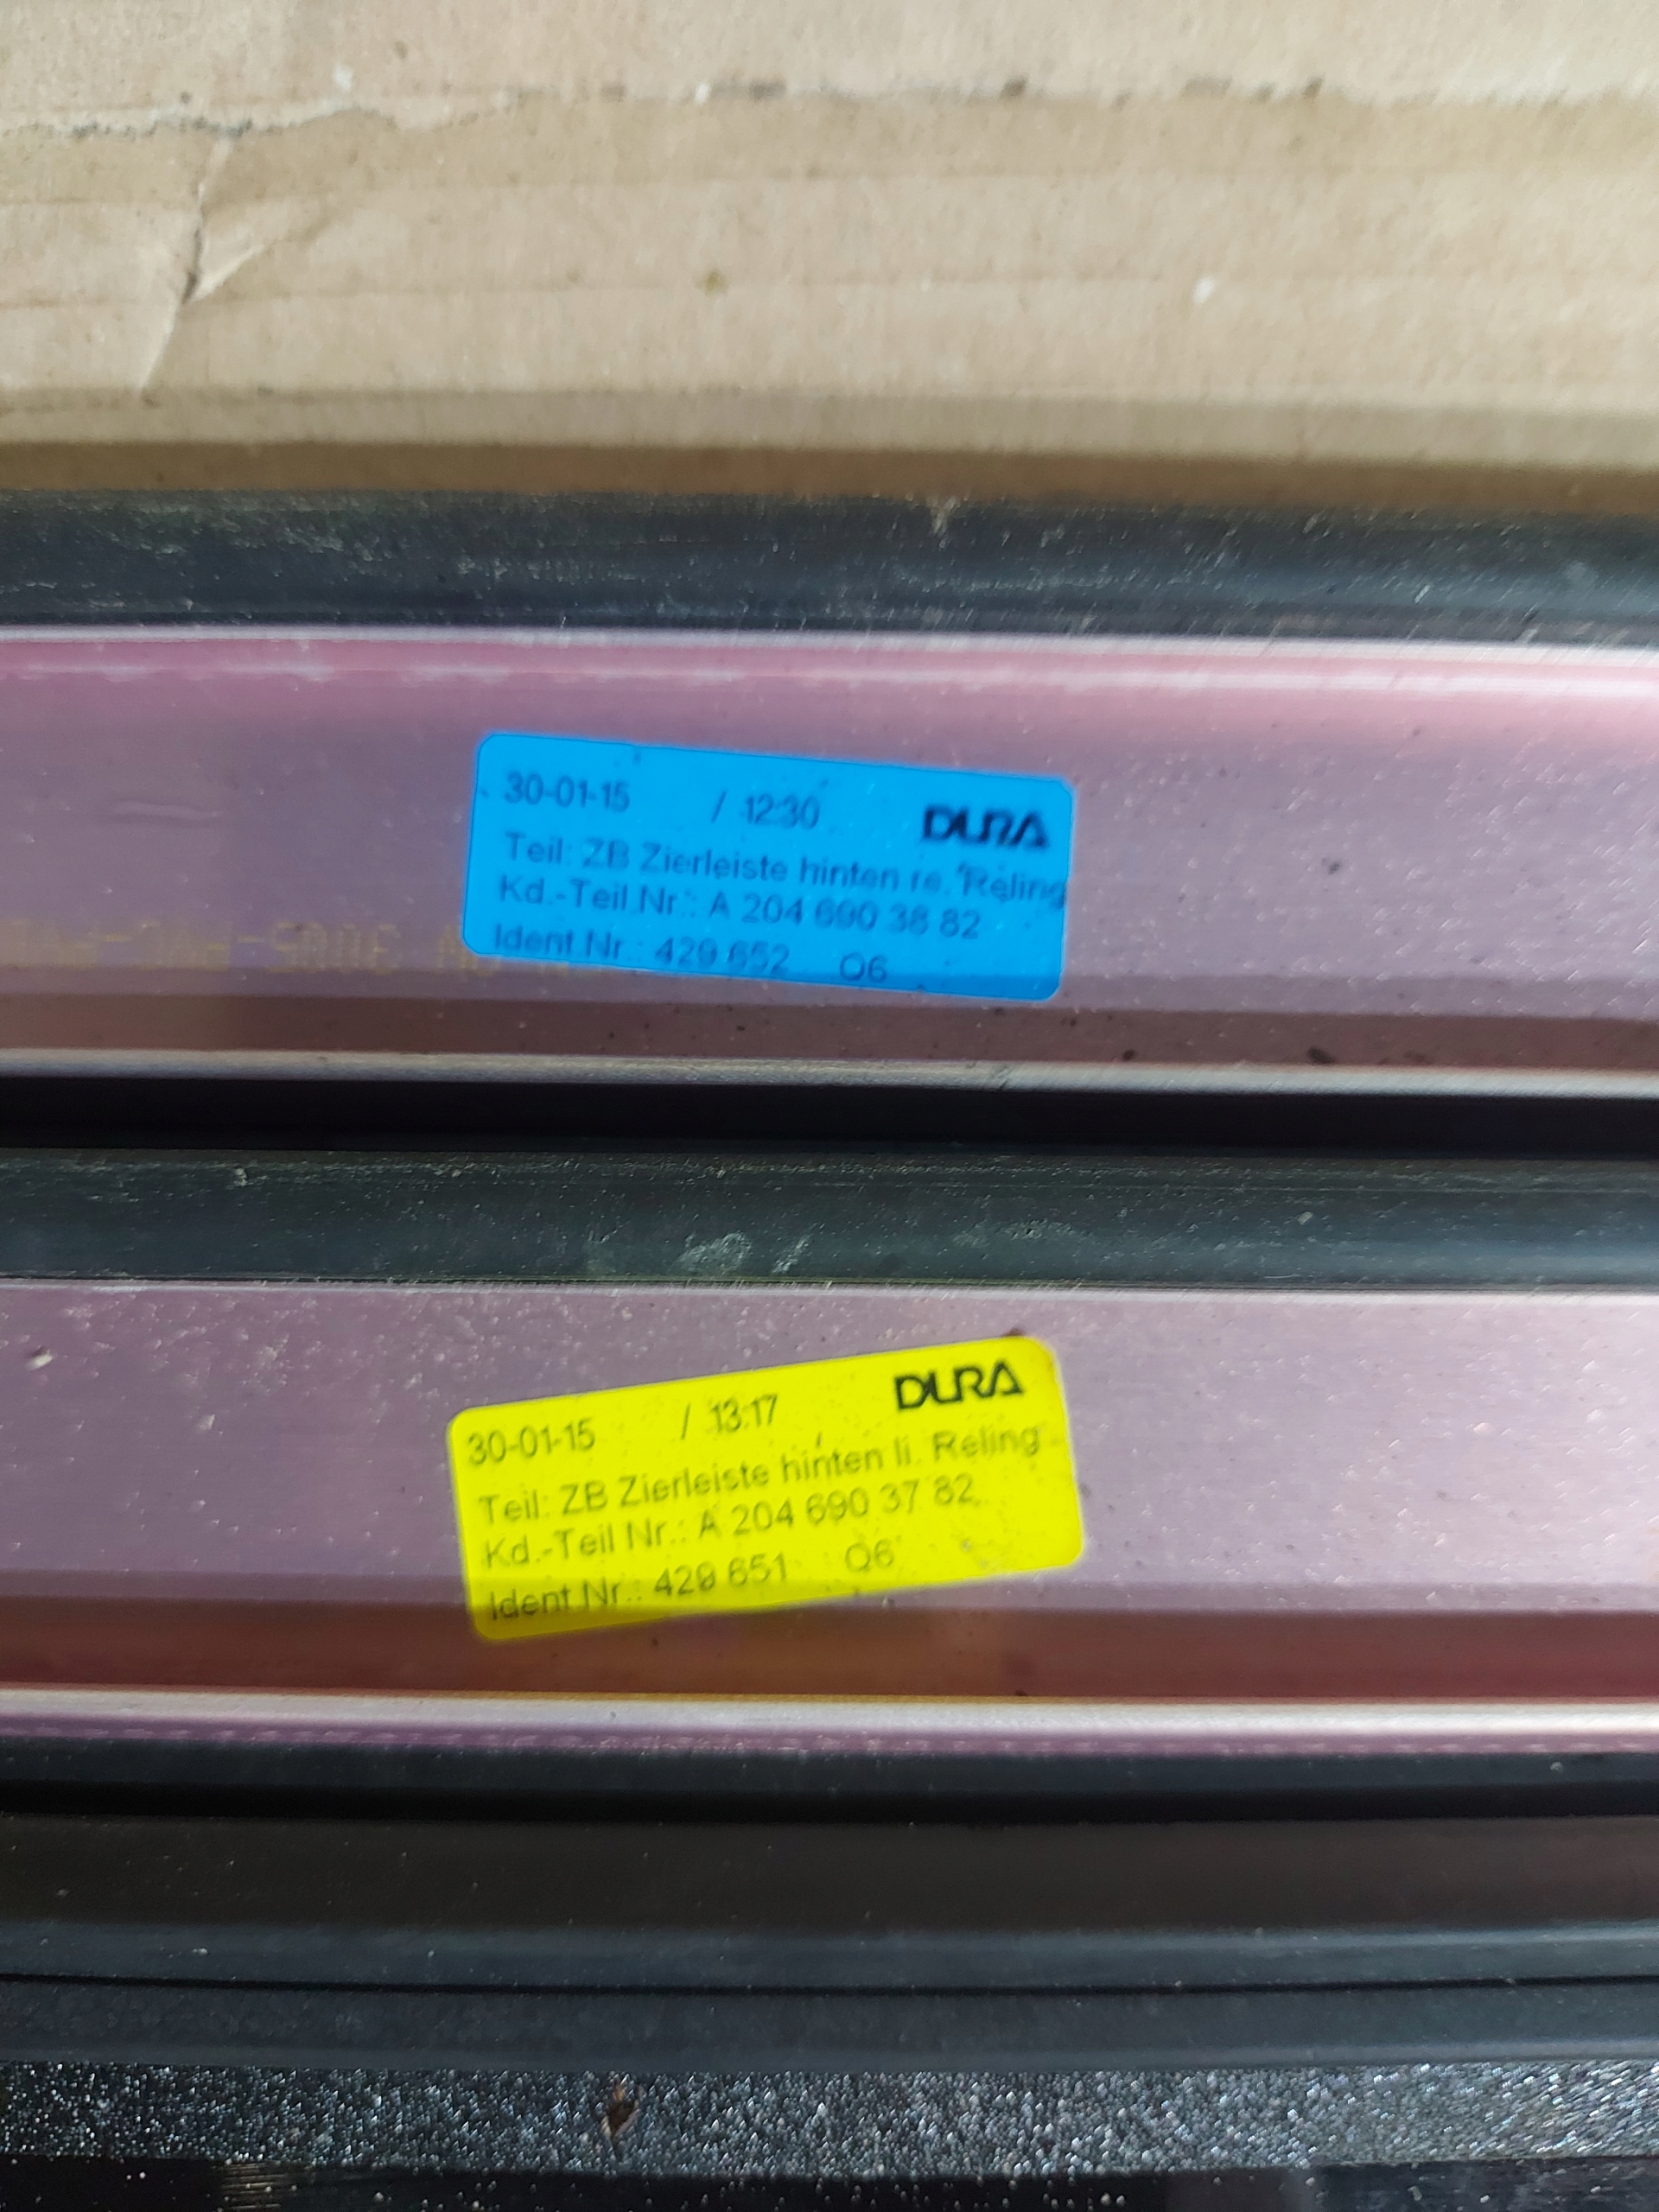 30-01-15 / 12:30 DURA
Teil: ZB Zierleiste hinten re. Reling
Kd.-Teil Nr.: A 204 690 38 82
Ident Nr.: 429 652 Q6
30-01-15 / 13:17 DURA
Teil: ZB Zierleiste hinten li. Reling
Kd.-Teil Nr.: A 204 690 37 82
Ident Nr.: 429 651 Q6